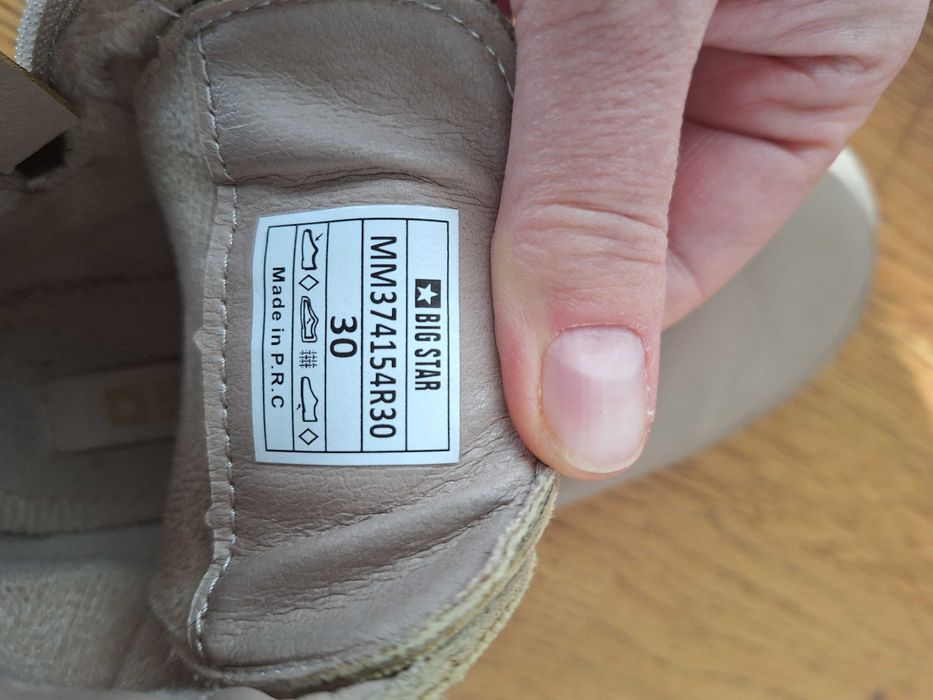 BIG STAR
MM374154R30
30
Made in P.R.C